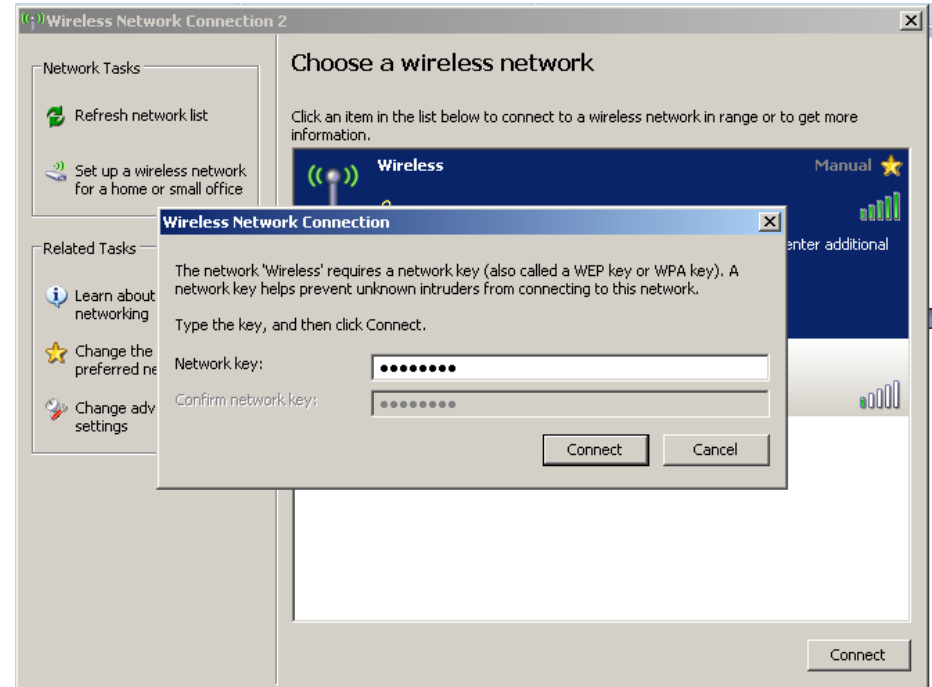 Wireless Network Connection 2
Network Tasks
Refresh network list
Set up a wireless network
for a home or small office
Related Tasks
Learn about
networking
Change the
preferred
Change adv
settings
Choose a wireless network
Click an item in the list below to connect to a wireless network in range or to get more
information.
Wireless
Manual
enter additional
Wireless Network Connection
The network 'Wireless' requires a network key (also called a WEP key or WPA key). A
network key helps prevent unknown intruders from connecting to this network.
Type the key, and then click Connect.
Network key:
••••••••
Confirm network key:
••••••••
Connect
Cancel
Connect